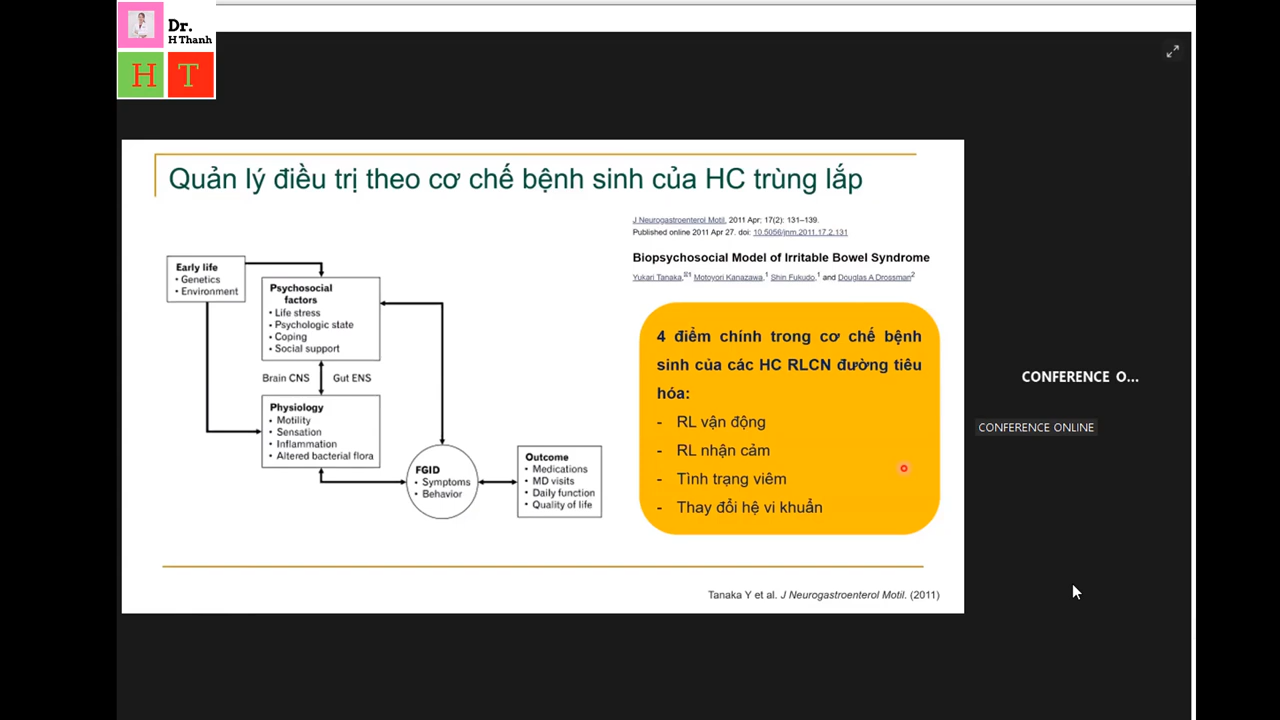 Dr.
H Thanh
H T
Quản lý điều trị theo cơ chế bệnh sinh của HC trùng lắp
J Neurogastroenterol Motil. 2011 Apr; 17(2): 131–139.
Published online 2011 Apr 27. doi: 10.5056/jnm.2011.17.2.131
Biopsychosocial Model of Irritable Bowel Syndrome
Yukari Tanaka, Motoyori Kanazawa,1 Shin Fukudo,1 and Douglas A Drossman2
Early life
• Genetics
• Environment
Psychosocial
factors
• Life stress
• Psychologic state
• Coping
• Social support
Brain CNS
Gut ENS
Physiology
• Motility
• Sensation
• Inflammation
• Altered bacterial flora
FGID
• Symptoms
• Behavior
Outcome
• Medications
• MD visits
• Daily function
• Quality of life
4 điểm chính trong cơ chế bệnh
sinh của các HC RLCN đường tiêu
hóa:
- RL vận động
- RL nhận cảm
- Tình trạng viêm
- Thay đổi hệ vi khuẩn
Tanaka Y et al. J Neurogastroenterol Motil. (2011)
CONFERENCE O...
CONFERENCE ONLINE